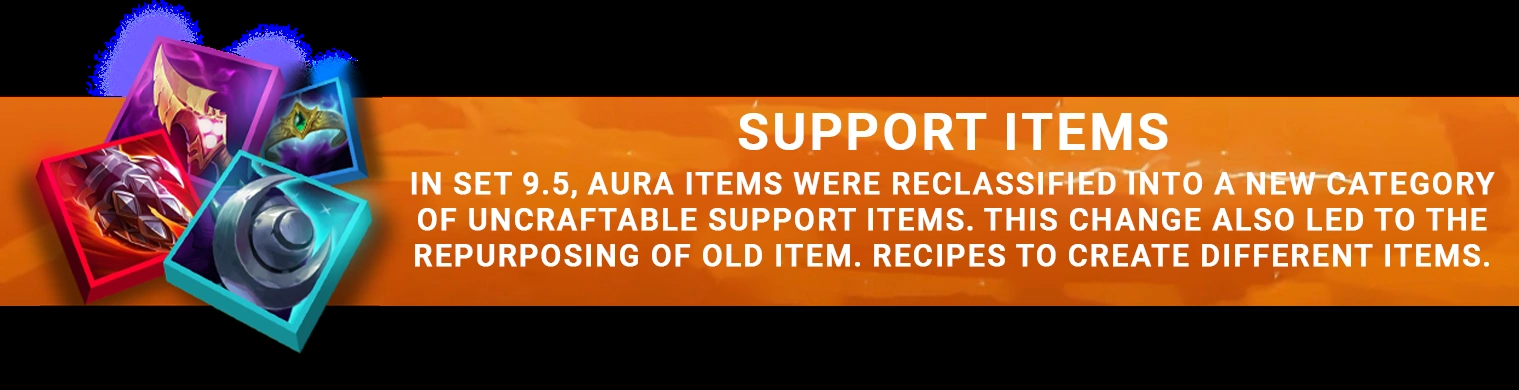 SUPPORT ITEMS
IN SET 9.5, AURA ITEMS WERE RECLASSIFIED INTO A NEW CATEGORY
OF UNCRAFTABLE SUPPORT ITEMS. THIS CHANGE ALSO LED TO THE
REPURPOSING OF OLD ITEM. RECIPES TO CREATE DIFFERENT ITEMS.